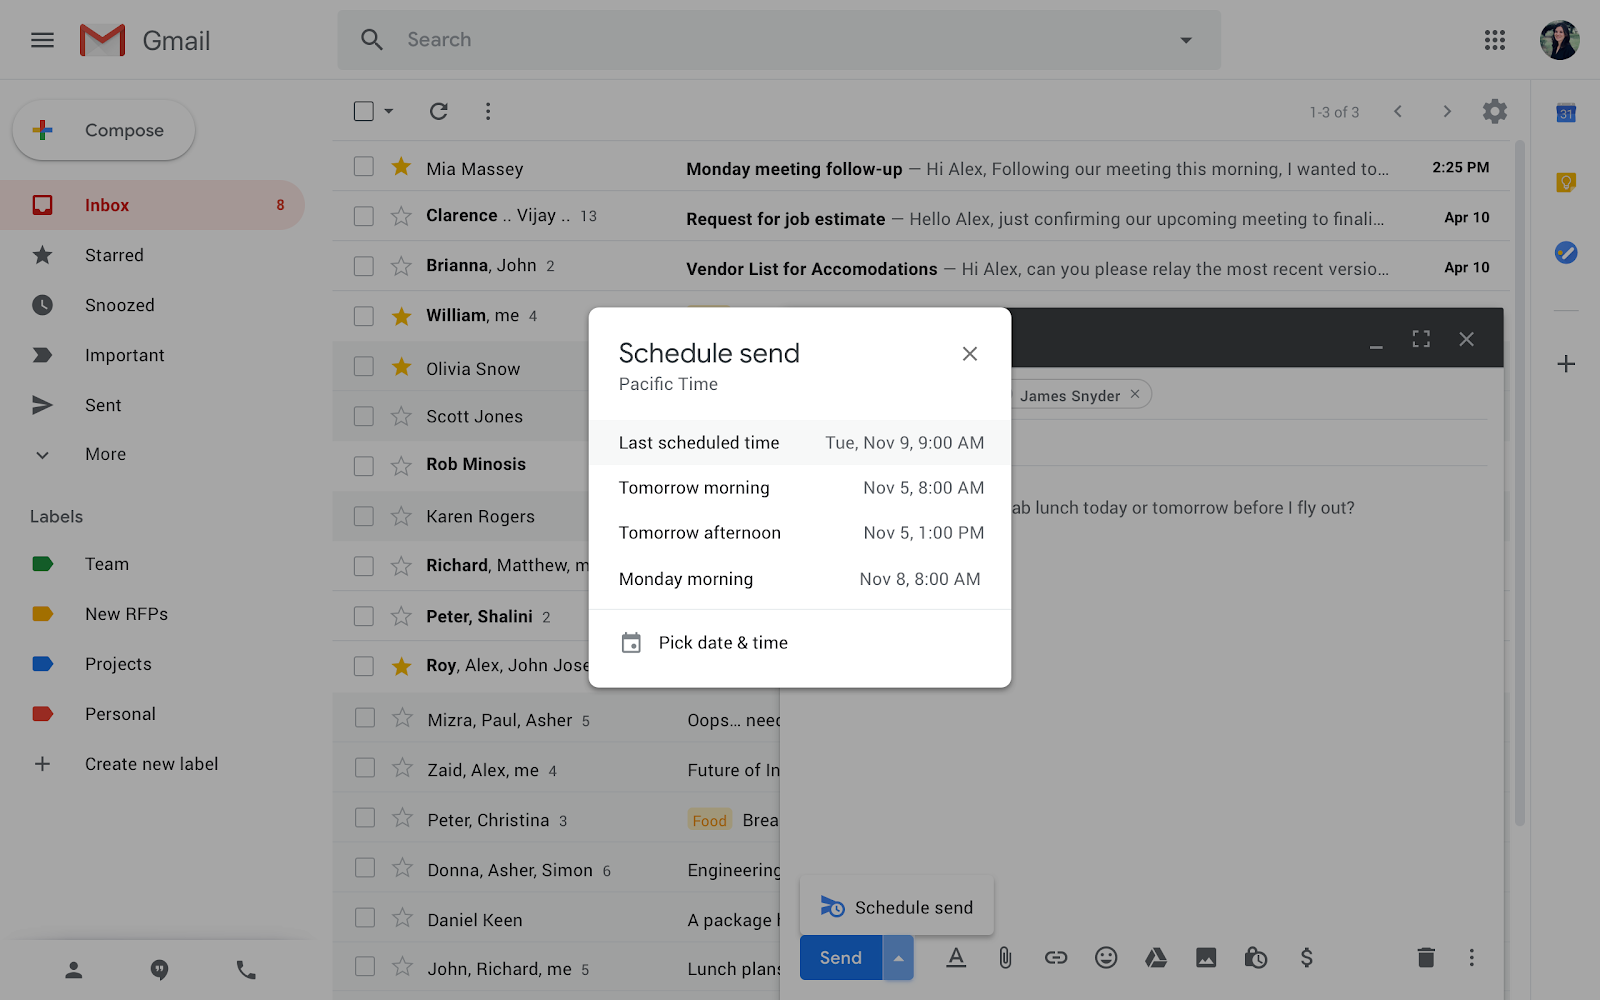 Gmail
Search
Compose
1-3 of 3
31
Inbox 8
Starred
Snoozed
Important
Sent
More
Labels
Team
New RFPs
Projects
Personal
Create new label
Mia Massey Monday meeting follow-up — Hi Alex, Following our meeting this morning, I wanted to... 2:25 PM
Clarence .. Vijay .. 13 Request for job estimate — Hello Alex, just confirming our upcoming meeting to finali... Apr 10
Brianna, John 2 Vendor List for Accomodations — Hi Alex, can you please relay the most recent versio... Apr 10
William, me 4
Olivia Snow
Scott Jones
Rob Minosis
Karen Rogers
Richard, Matthew, m
Peter, Shalini 2
Roy, Alex, John Jose
Mizra, Paul, Asher 5 Oops... need
Zaid, Alex, me 4 Future of In
Peter, Christina 3 Food Brea
Donna, Asher, Simon 6 Engineering
Daniel Keen A package
John, Richard, me 5 Lunch plans
Schedule send
Pacific Time
Last scheduled time Tue, Nov 9, 9:00 AM
Tomorrow morning Nov 5, 8:00 AM
Tomorrow afternoon Nov 5, 1:00 PM
Monday morning Nov 8, 8:00 AM
Pick date & time
James Snyder
ab lunch today or tomorrow before I fly out?
Schedule send
Send